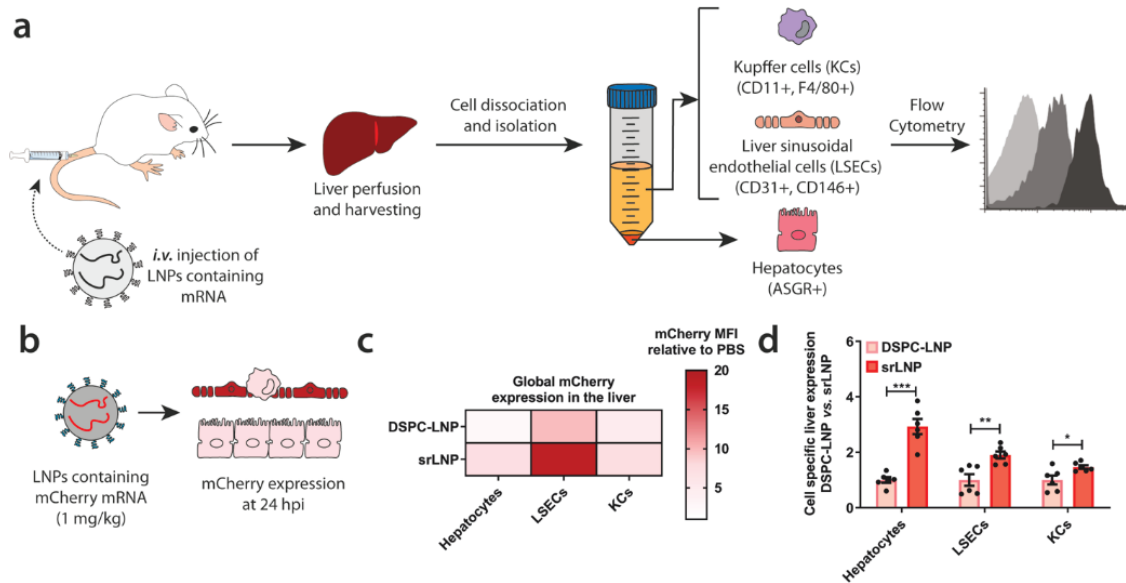 a
i.v. injection of
LNPs containing
mRNA
Liver perfusion
and harvesting
Cell dissociation
and isolation
Kupffer cells (KCs)
(CD11+, F4/80+)
Liver sinusoidal
endothelial cells (LSECs)
(CD31+, CD146+)
Hepatocytes
(ASGR+)
Flow
Cytometry
b
LNPs containing
mCherry mRNA
(1 mg/kg)
mCherry expression
at 24 hpi
c
Global mCherry
expression in the liver
DSPC-LNP
srLNP
Hepatocytes
LSECs
KCs
mCherry MFI
relative to PBS
20
15
10
5
d
Cell specific liver expression
DSPC-LNP vs. srLNP
6
4
2
0
DSPC-LNP
srLNP
***
**
*
Hepatocytes
LSECs
KCs